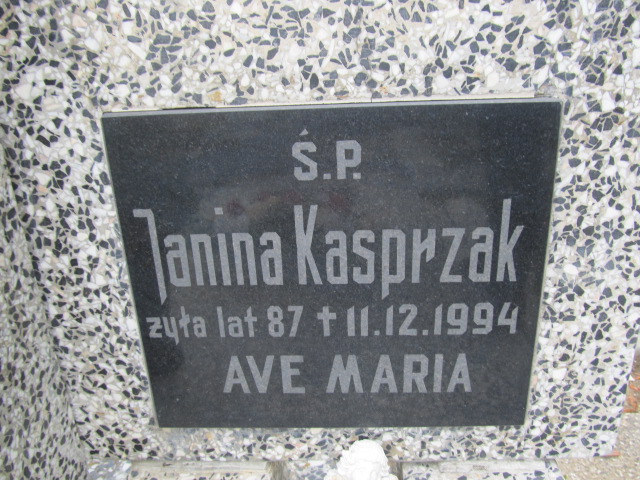 Ś.P.
Janina Kasprzak
żyła lat 87 † 11.12.1994
AVE MARIA